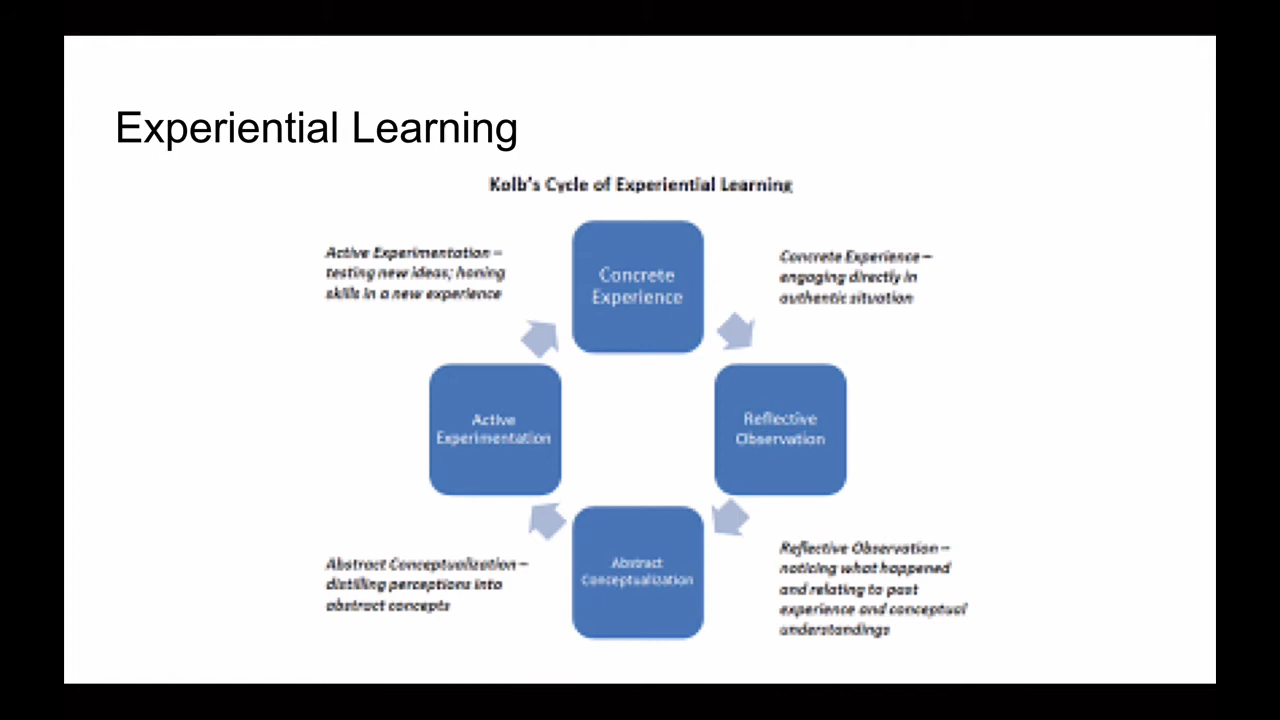 Experiential Learning
Kolb's Cycle of Experiential Learning
Concrete
Experience
Active Experimentation –
testing new ideas; honing
skills in a new experience
Concrete Experience –
engaging directly in
authentic situation
Active
Experimentation
Reflective
Observation
Abstract
Conceptualization
Abstract Conceptualization –
distilling perceptions into
abstract concepts
Reflective Observation –
noticing what happened
and relating to past
experience and conceptual
understandings